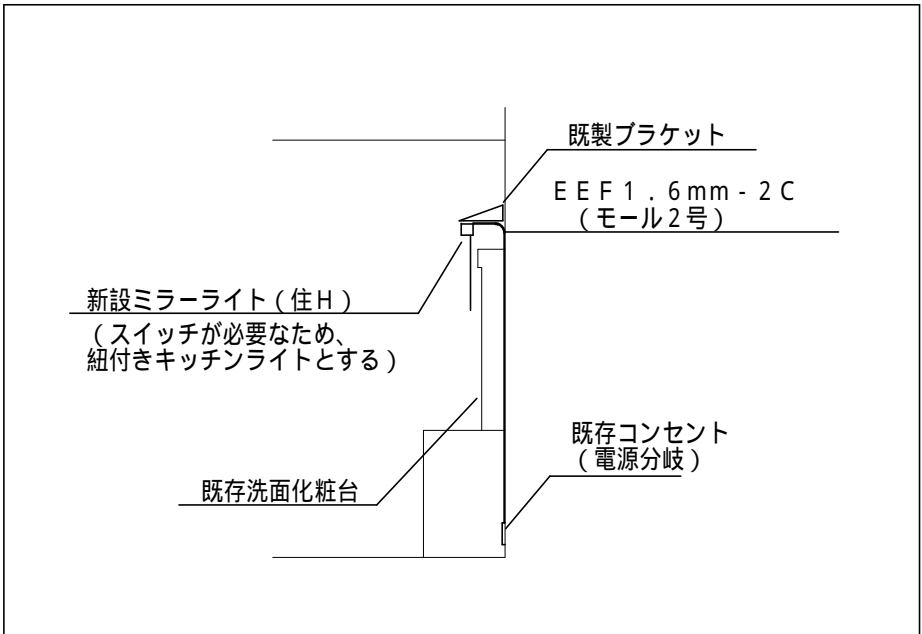 既製ブラケット
ＥＥＦ１．６mm-２Ｃ
（モール２号）
新設ミラーライト（住Ｈ）
（スイッチが必要なため、
紐付きキッチンライトとする）
既存コンセント
（電源分岐）
既存洗面化粧台